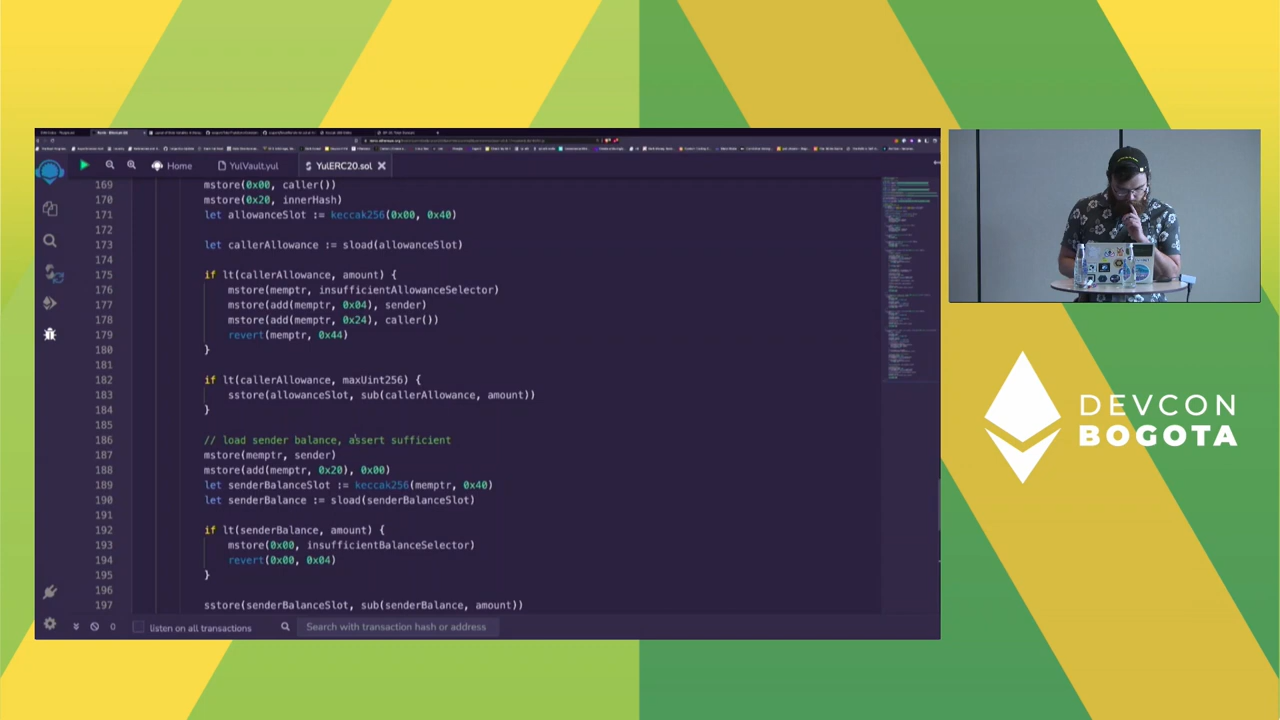 Home
YulVault.yul
YulERC20.sol
169 mstore(0x00, caller())
170 mstore(0x20, innerHash)
171 let allowanceSlot := keccak256(0x00, 0x40)
172
173 let callerAllowance := sload(allowanceSlot)
174
175 if lt(callerAllowance, amount) {
176 mstore(memptr, insufficientAllowanceSelector)
177 mstore(add(memptr, 0x04), sender)
178 mstore(add(memptr, 0x24), caller())
179 revert(memptr, 0x44)
180 }
181
182 if lt(callerAllowance, maxUint256) {
183 sstore(allowanceSlot, sub(callerAllowance, amount))
184 }
185
186 // load sender balance, assert sufficient
187 mstore(memptr, sender)
188 mstore(add(memptr, 0x20), 0x00)
189 let senderBalanceSlot := keccak256(memptr, 0x40)
190 let senderBalance := sload(senderBalanceSlot)
191
192 if lt(senderBalance, amount) {
193 mstore(0x00, insufficientBalanceSelector)
194 revert(0x00, 0x04)
195 }
196
197 sstore(senderBalanceSlot, sub(senderBalance, amount))
0
listen on all transactions
Search with transaction hash or address
DEVCON
BOGOTA